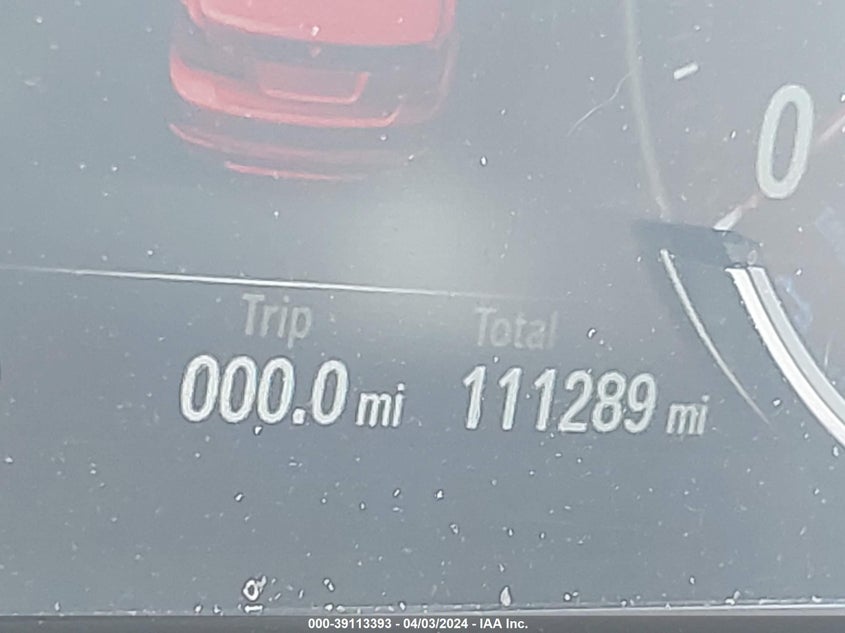 0
Trip Total
000.0 mi 111289 mi
000-39113393 - 04/03/2024 - IAA Inc.